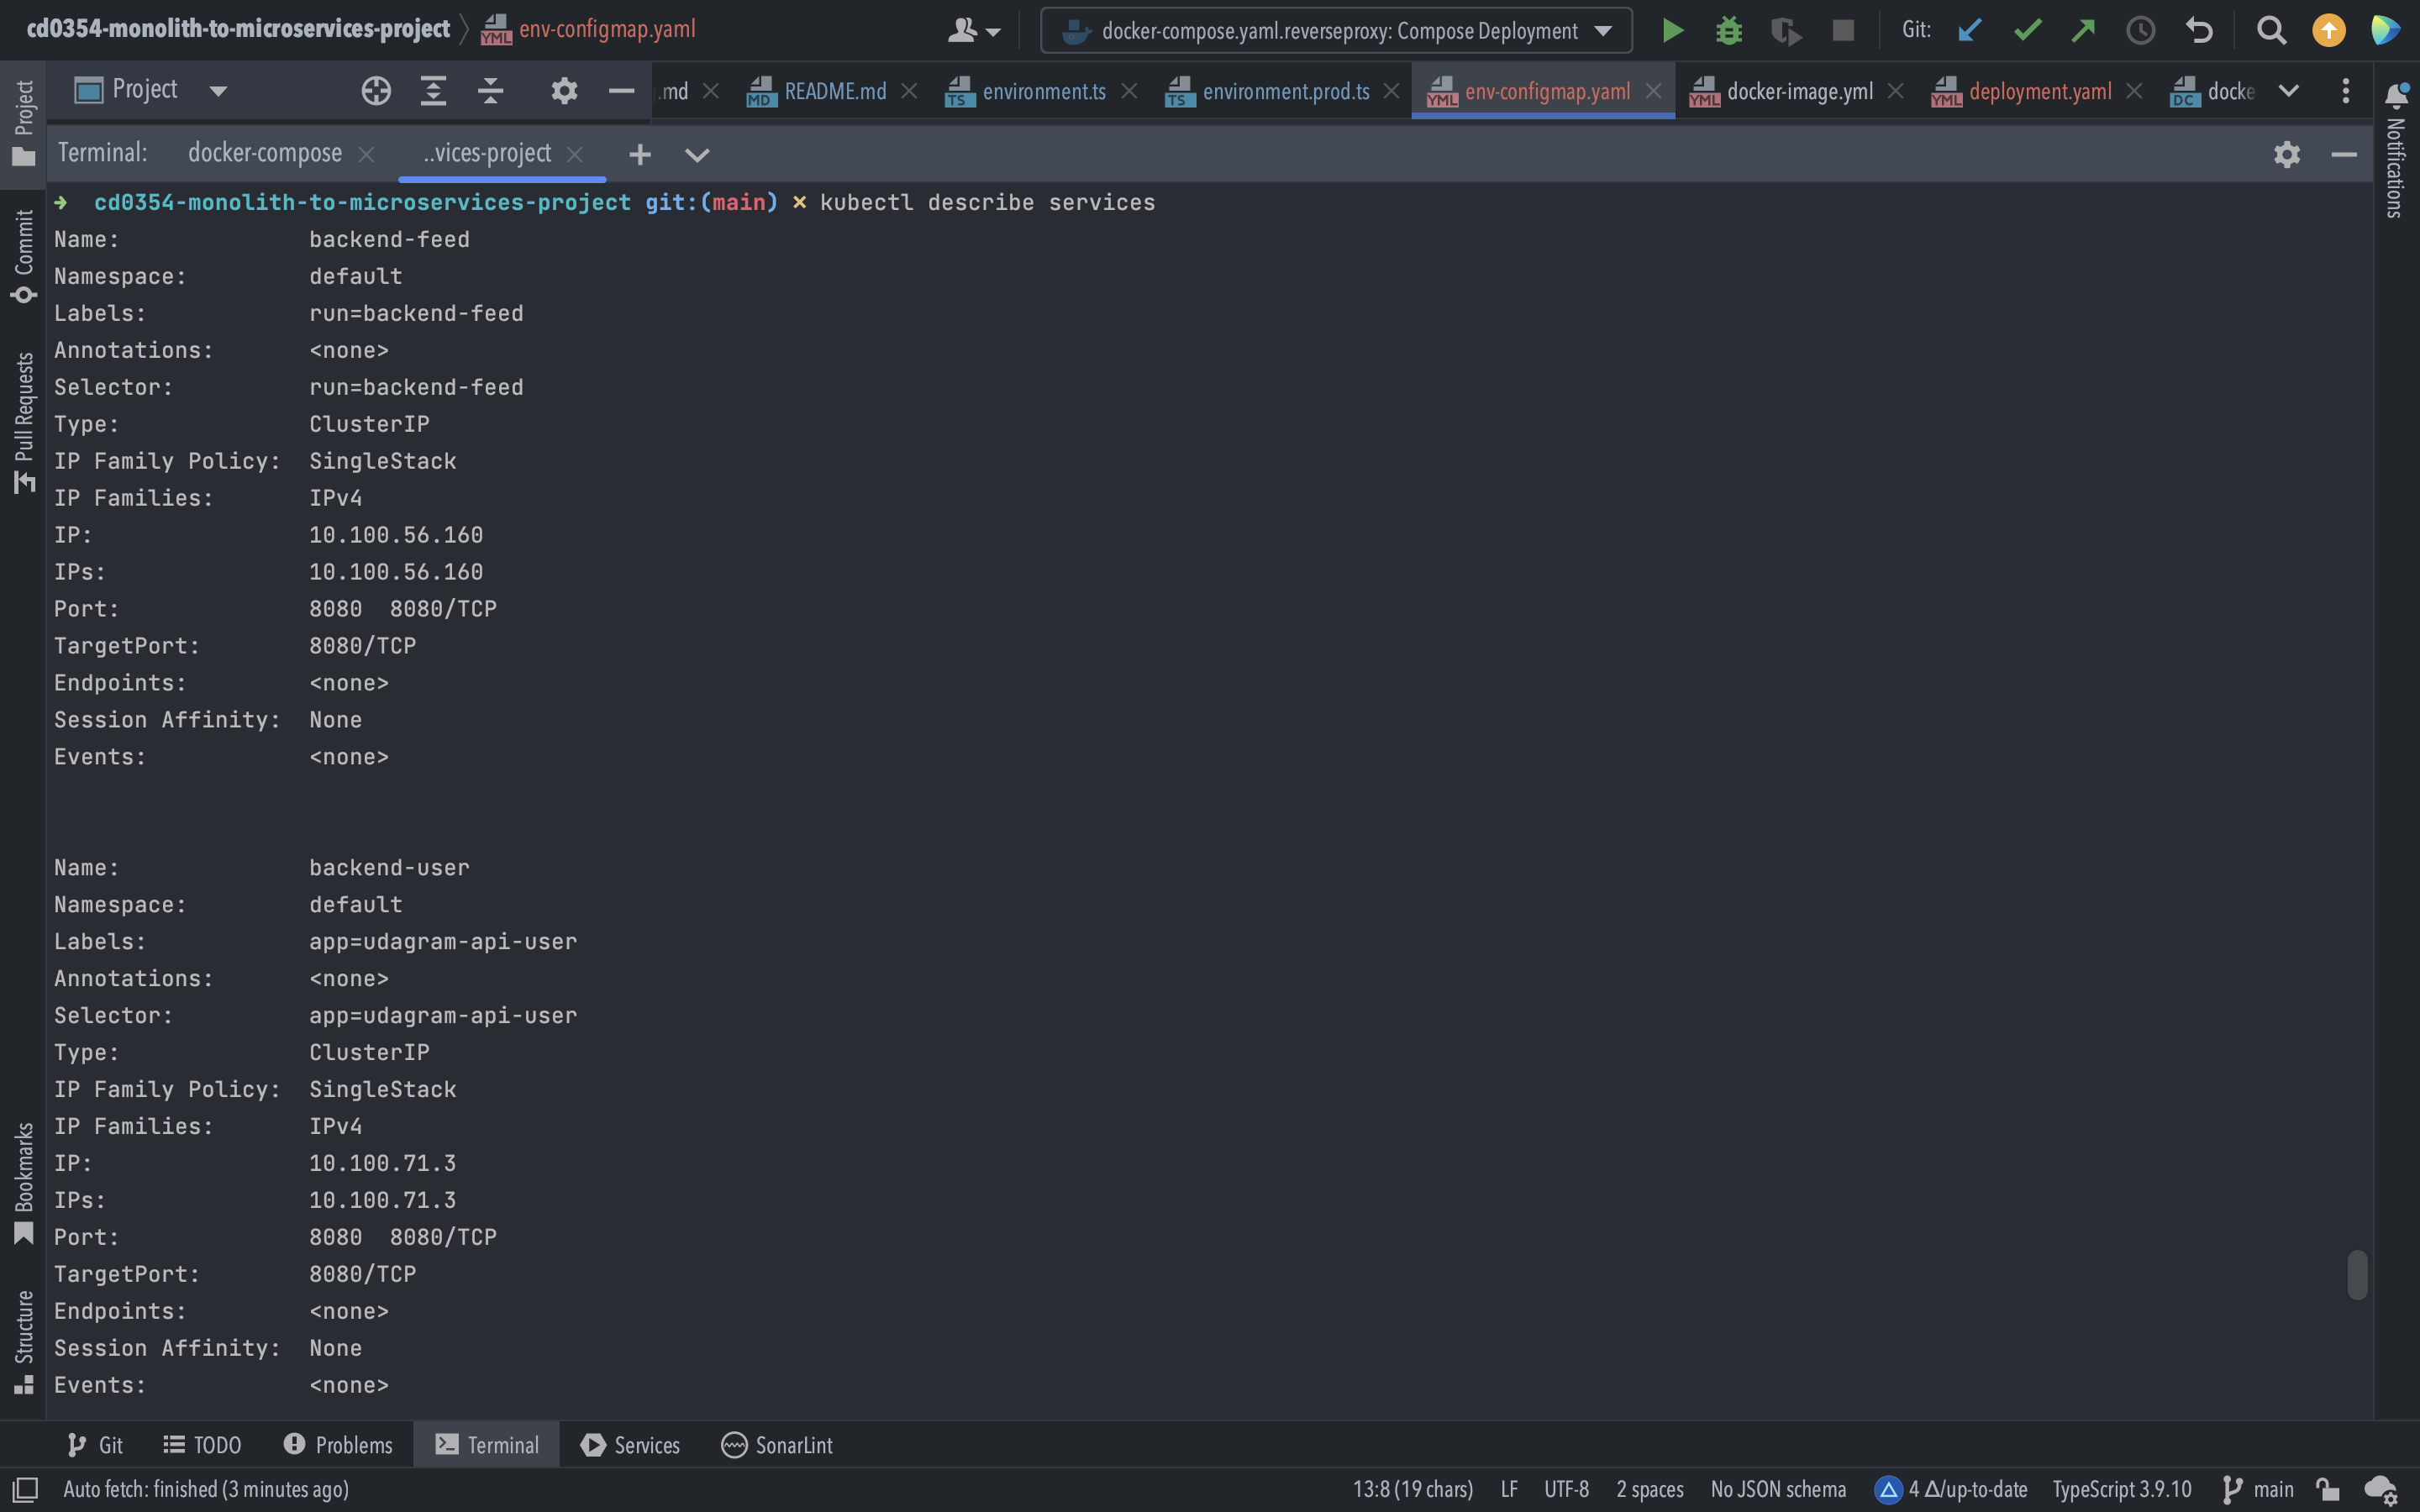 cd0354-monolith-to-microservices-project
env-configmap.yaml
docker-compose.yaml.reverseproxy: Compose Deployment
Git:
Project
.md
README.md
environment.ts
environment.prod.ts
env-configmap.yaml
docker-image.yml
deployment.yaml
docke
Terminal:
docker-compose
..vices-project
➜ cd0354-monolith-to-microservices-project git:(main) ✗ kubectl describe services
Name: backend-feed
Namespace: default
Labels: run=backend-feed
Annotations: <none>
Selector: run=backend-feed
Type: ClusterIP
IP Family Policy: SingleStack
IP Families: IPv4
IP: 10.100.56.160
IPs: 10.100.56.160
Port: 8080 8080/TCP
TargetPort: 8080/TCP
Endpoints: <none>
Session Affinity: None
Events: <none>
Name: backend-user
Namespace: default
Labels: app=udagram-api-user
Annotations: <none>
Selector: app=udagram-api-user
Type: ClusterIP
IP Family Policy: SingleStack
IP Families: IPv4
IP: 10.100.71.3
IPs: 10.100.71.3
Port: 8080 8080/TCP
TargetPort: 8080/TCP
Endpoints: <none>
Session Affinity: None
Events: <none>
Project
Commit
Pull Requests
Bookmarks
Structure
Notifications
Git
TODO
Problems
Terminal
Services
SonarLint
Auto fetch: finished (3 minutes ago)
13:8 (19 chars)
LF
UTF-8
2 spaces
No JSON schema
4 Δ/up-to-date
TypeScript 3.9.10
main